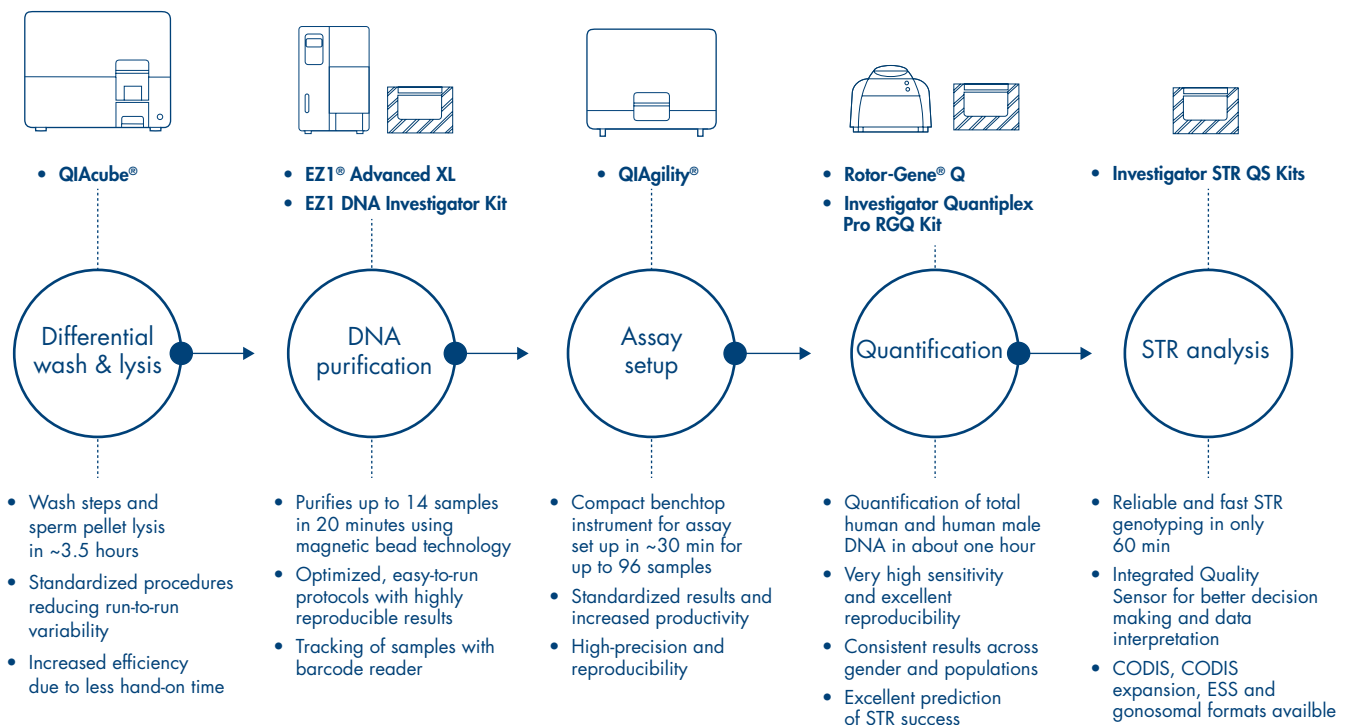 • QIAcube®
• EZ1® Advanced XL
• EZ1 DNA Investigator Kit
• QIAgility®
• Rotor-Gene® Q
• Investigator Quantiplex
Pro RGQ Kit
• Investigator STR QS Kits
Differential
wash & lysis
DNA
purification
Assay
setup
Quantification
STR analysis
• Wash steps and
sperm pellet lysis
in ~3.5 hours
• Standardized procedures
reducing run-to-run
variability
• Increased efficiency
due to less hand-on time
• Purifies up to 14 samples
in 20 minutes using
magnetic bead technology
• Optimized, easy-to-run
protocols with highly
reproducible results
• Tracking of samples with
barcode reader
• Compact benchtop
instrument for assay
set up in ~30 min for
up to 96 samples
• Standardized results and
increased productivity
• High-precision and
reproducibility
• Quantification of total
human and human male
DNA in about one hour
• Very high sensitivity
and excellent
reproducibility
• Consistent results across
gender and populations
• Excellent prediction
of STR success
• Reliable and fast STR
genotyping in only
60 min
• Integrated Quality
Sensor for better decision
making and data
interpretation
• CODIS, CODIS
expansion, ESS and
gonosomal formats availble